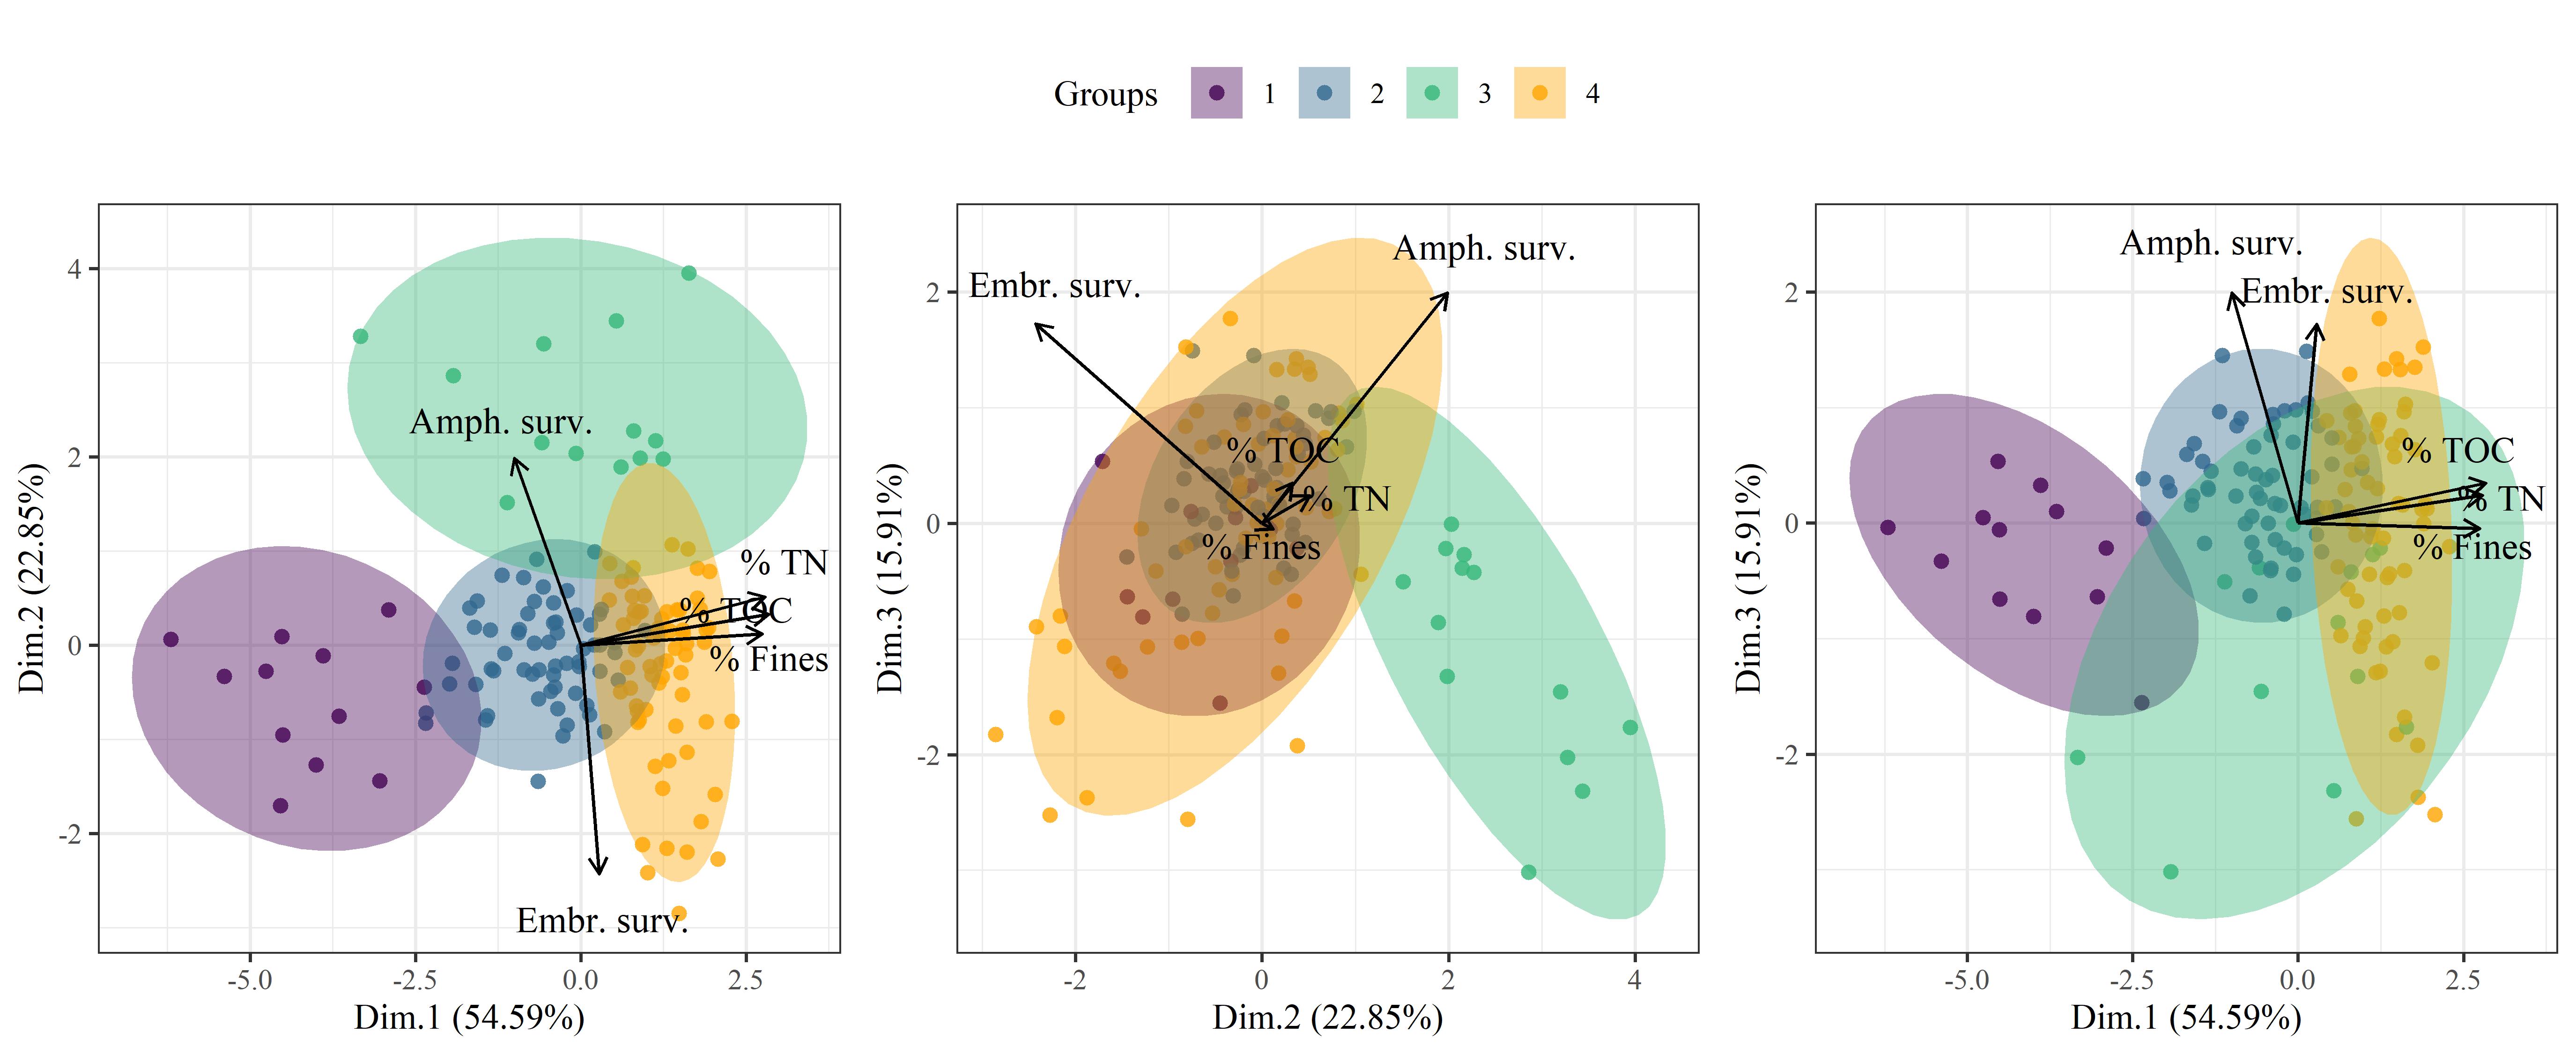 Groups 1 2 3 4
4
2
0
-2
Dim.2 (22.85%)
Amph. surv.
% TN
% TOC
% Fines
Embr. surv.
-5.0 -2.5 0.0 2.5
Dim.1 (54.59%)
2
0
-2
Dim.3 (15.91%)
Amph. surv.
Embr. surv.
% TOC
% TN
% Fines
-2 0 2 4
Dim.2 (22.85%)
2
0
-2
Dim.3 (15.91%)
Amph. surv.
Embr. surv.
% TOC
% TN
% Fines
-5.0 -2.5 0.0 2.5
Dim.1 (54.59%)